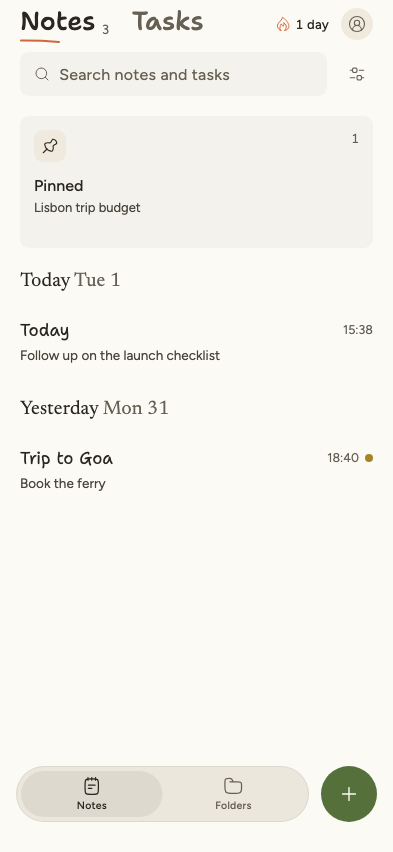 Notes 3 Tasks 1 day
Search notes and tasks
1
Pinned
Lisbon trip budget
Today Tue 1
Today 15:38
Follow up on the launch checklist
Yesterday Mon 31
Trip to Goa 18:40
Book the ferry
Notes Folders